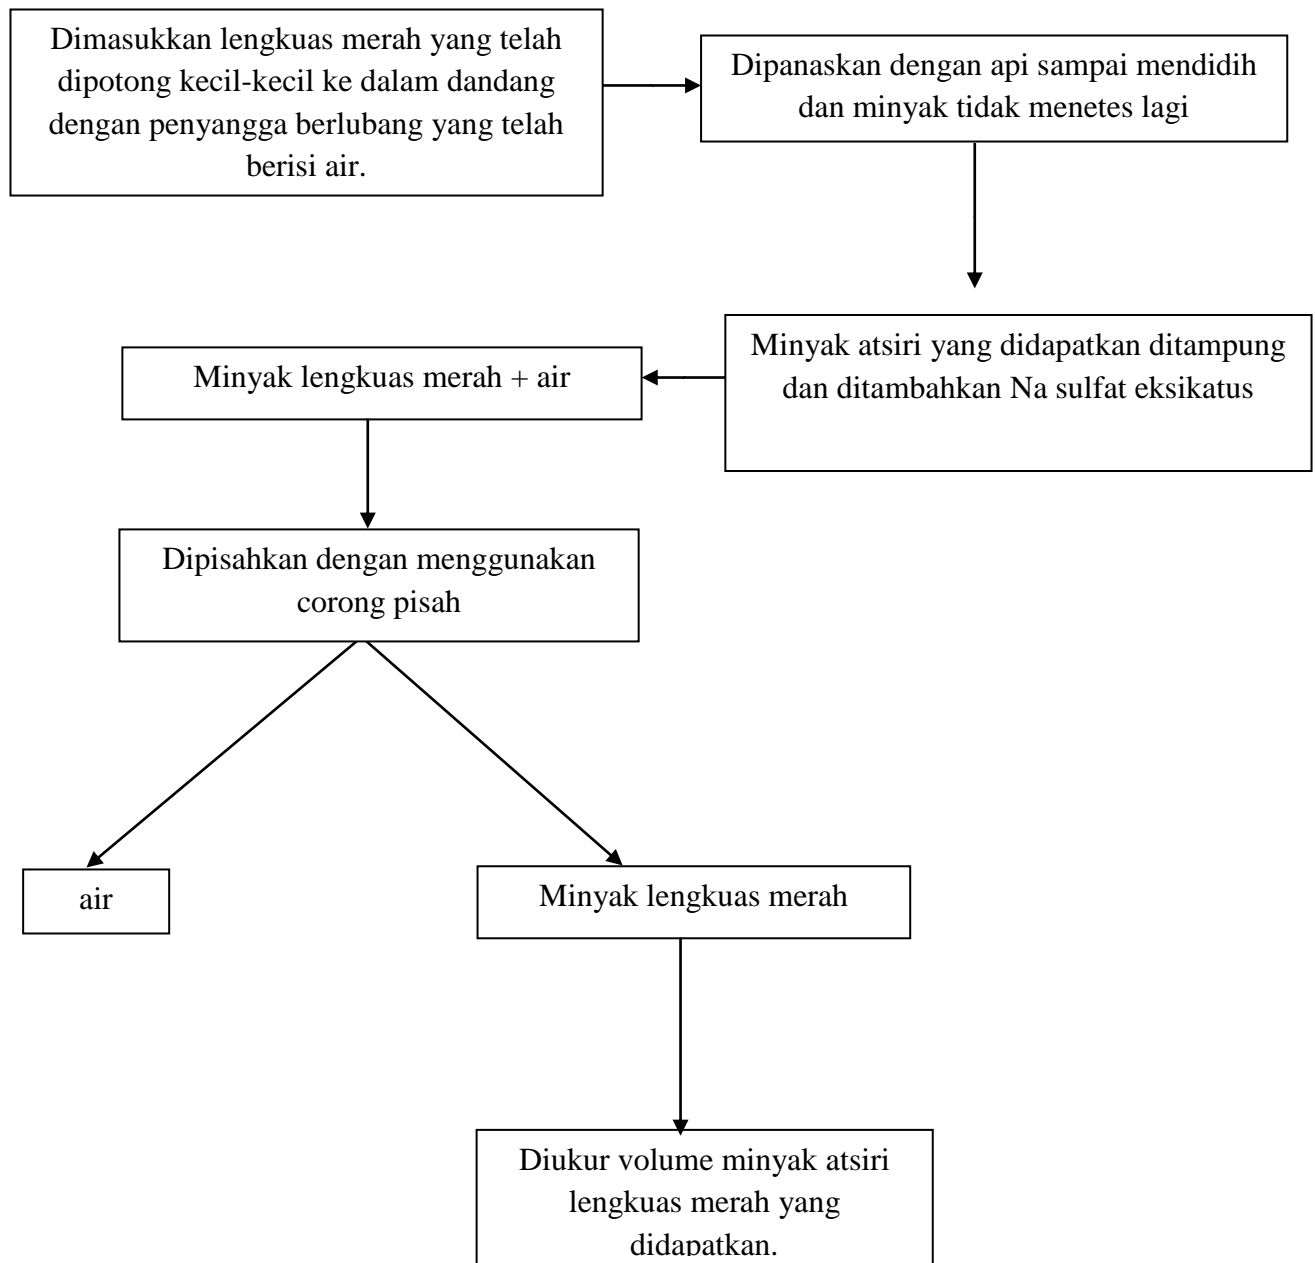 Dimasukkan lengkuas merah yang telah
dipotong kecil-kecil ke dalam dandang
dengan penyangga berlubang yang telah
berisi air.
Dipanaskan dengan api sampai mendidih
dan minyak tidak menetes lagi
Minyak atsiri yang didapatkan ditampung
dan ditambahkan Na sulfat eksikatus
Minyak lengkuas merah + air
Dipisahkan dengan menggunakan
corong pisah
air
Minyak lengkuas merah
Diukur volume minyak atsiri
lengkuas merah yang
didapatkan.